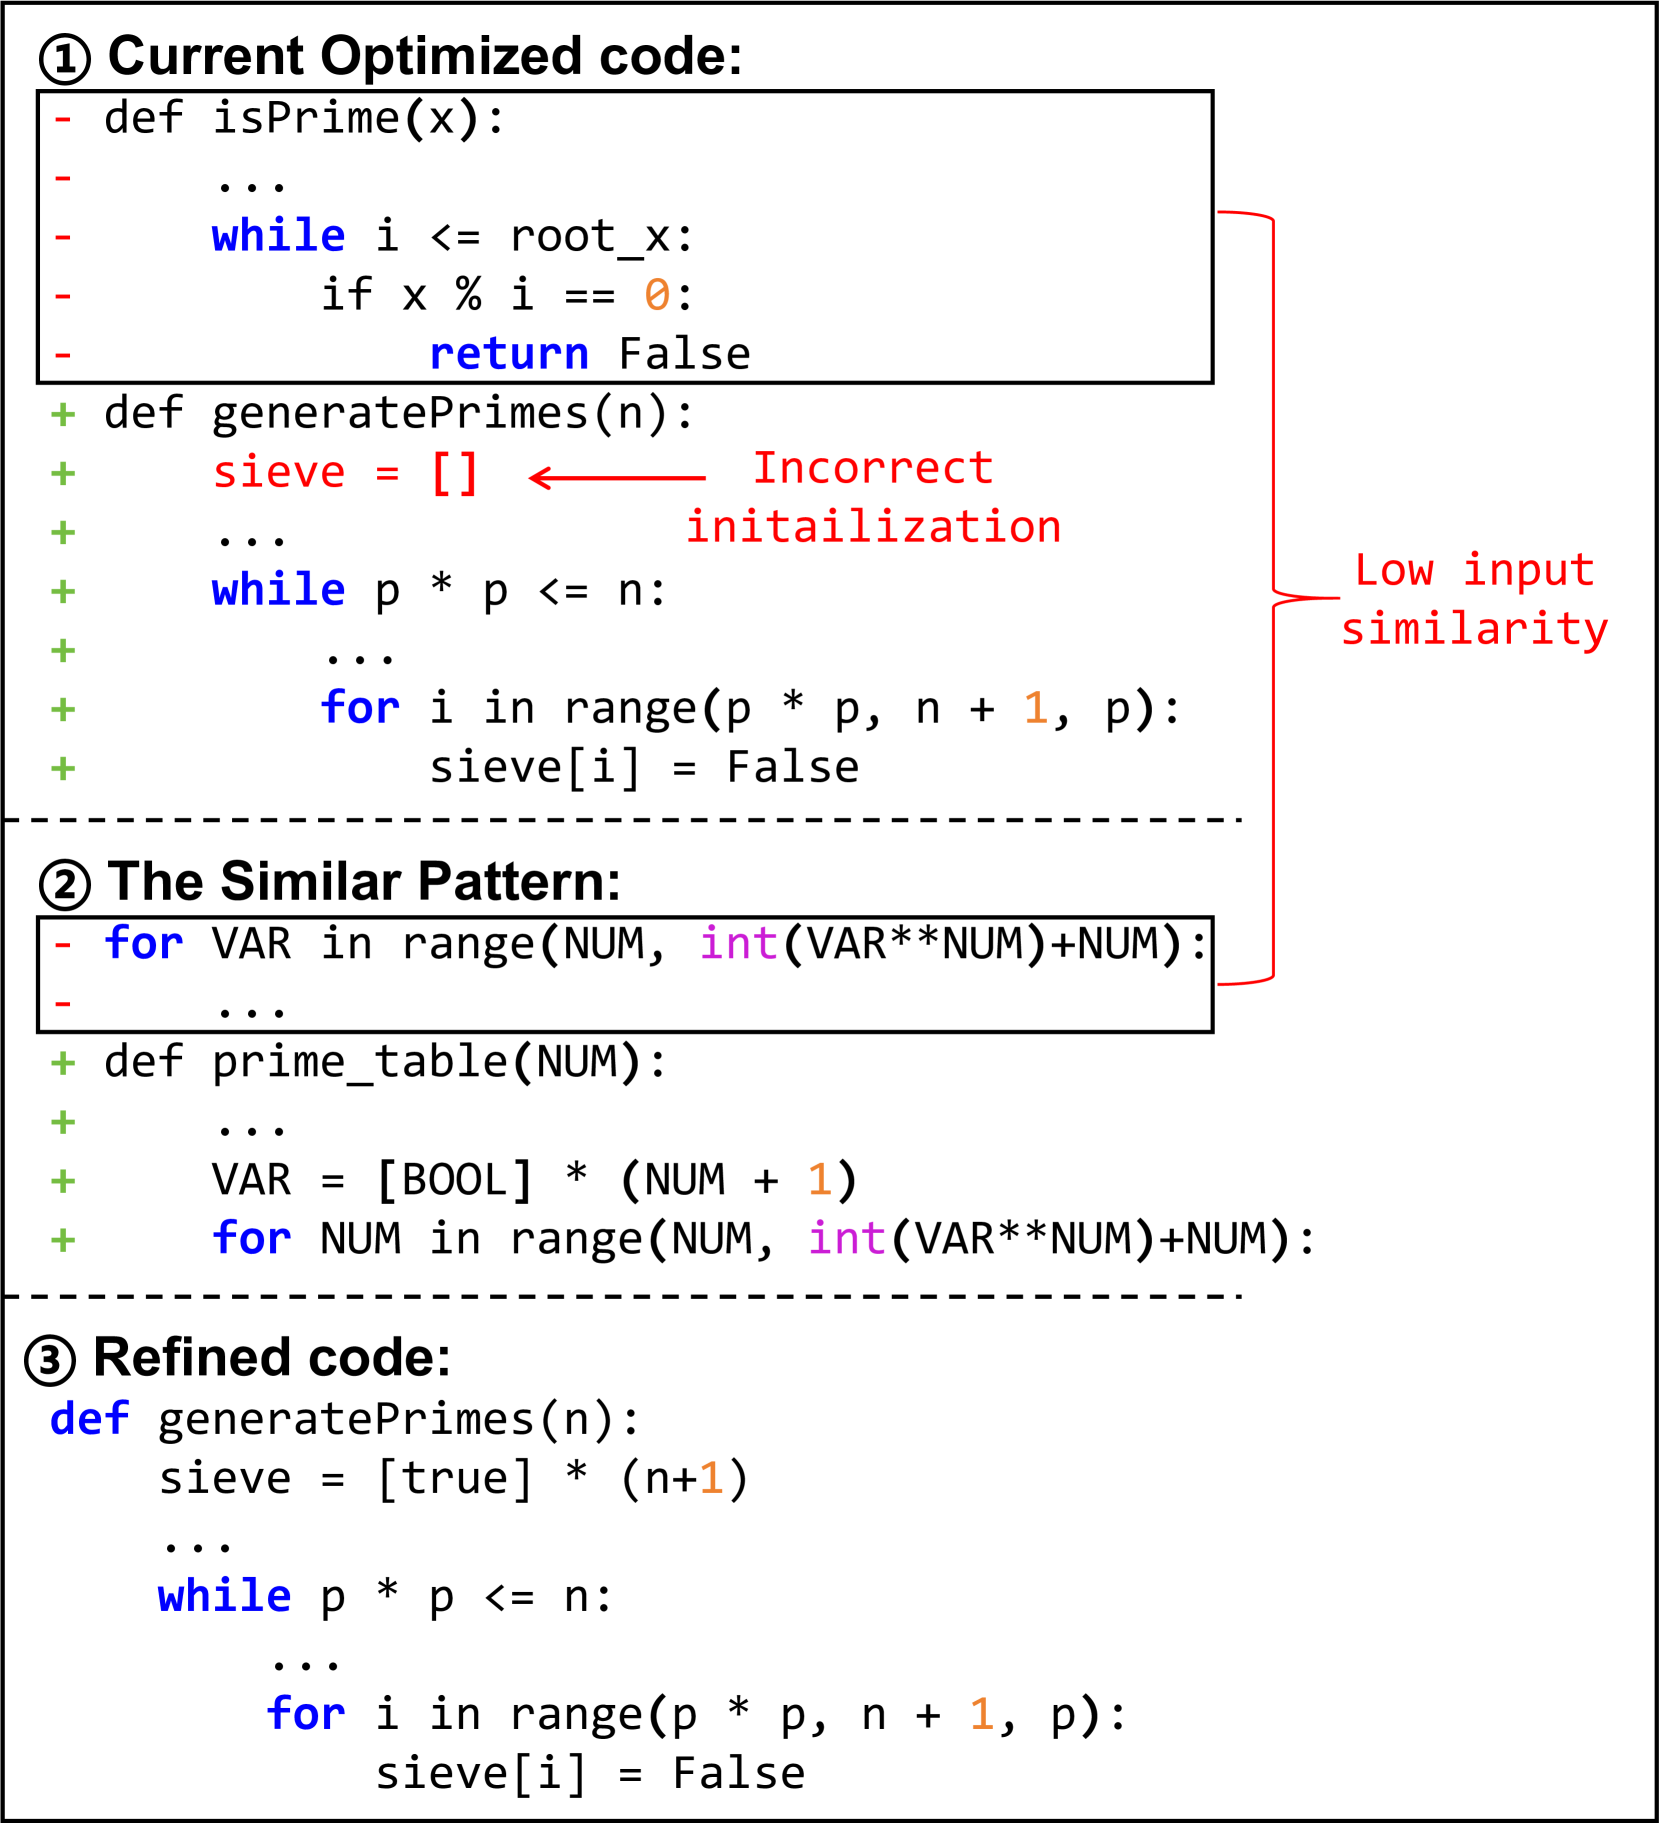 ① Current Optimized code:
- def isPrime(x):
-     ...
-     while i <= root_x:
-         if x % i == 0:
-             return False
+ def generatePrimes(n):
+     sieve = []
Incorrect
initailization
+     ...
+     while p * p <= n:
+         ...
+         for i in range(p * p, n + 1, p):
+             sieve[i] = False
Low input
similarity
② The Similar Pattern:
- for VAR in range(NUM, int(VAR**NUM)+NUM):
-     ...
+ def prime_table(NUM):
+     ...
+     VAR = [BOOL] * (NUM + 1)
+     for NUM in range(NUM, int(VAR**NUM)+NUM):
③ Refined code:
def generatePrimes(n):
    sieve = [true] * (n+1)
    ...
    while p * p <= n:
        ...
        for i in range(p * p, n + 1, p):
            sieve[i] = False